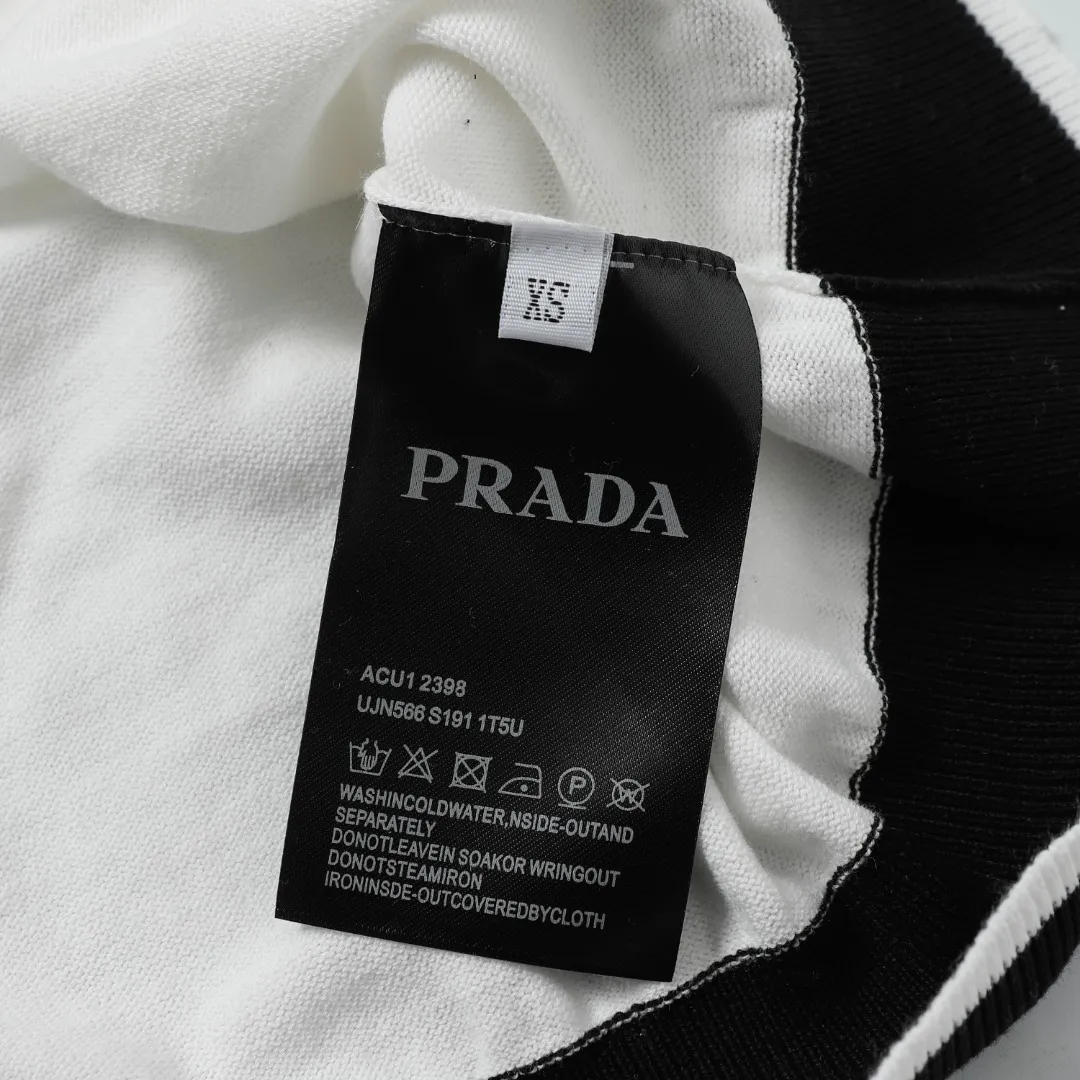 XS
PRADA
ACU1 2398
UJN566 S191 1T5U
P
W
WASHINCOLDWATER,NSIDE-OUTAND
SEPARATELY
DONOTLEAVEIN SOAKOR WRINGOUT
DONOTSTEAMIRON
IRONINSDE-OUTCOVEREDBYCLOTH